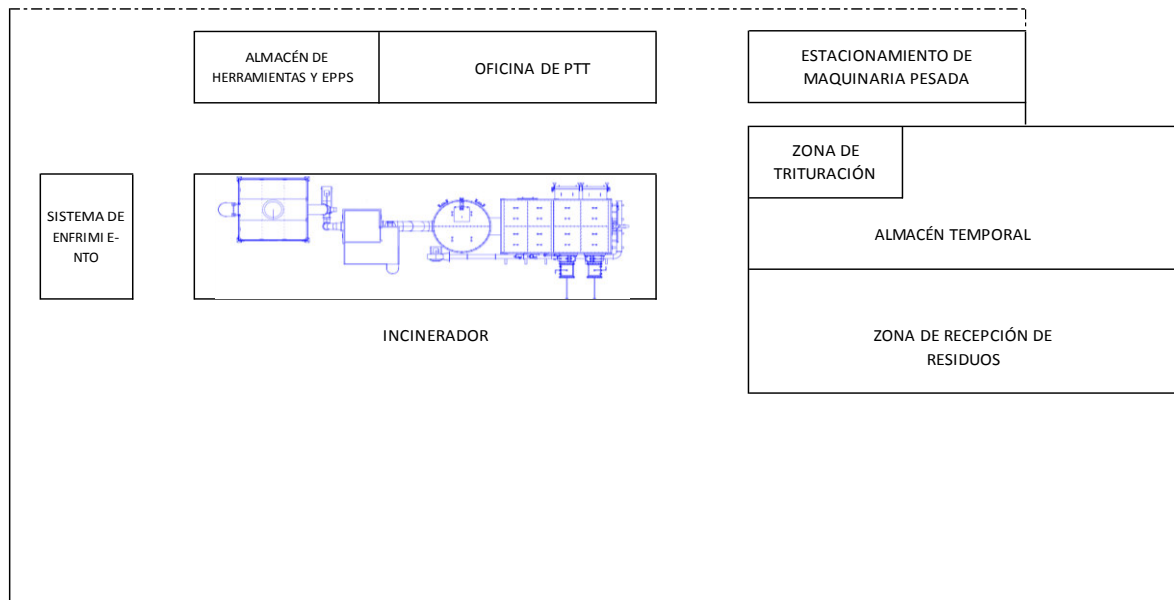 ALMACÉN DE
HERRAMIENTAS Y EPPS
OFICINA DE PTT
ESTACIONAMIENTO DE
MAQUINARIA PESADA
ZONA DE
TRITURACIÓN
SISTEMA DE
ENFRIMI E-
NTO
ALMACÉN TEMPORAL
INCINERADOR
ZONA DE RECEPCIÓN DE
RESIDUOS